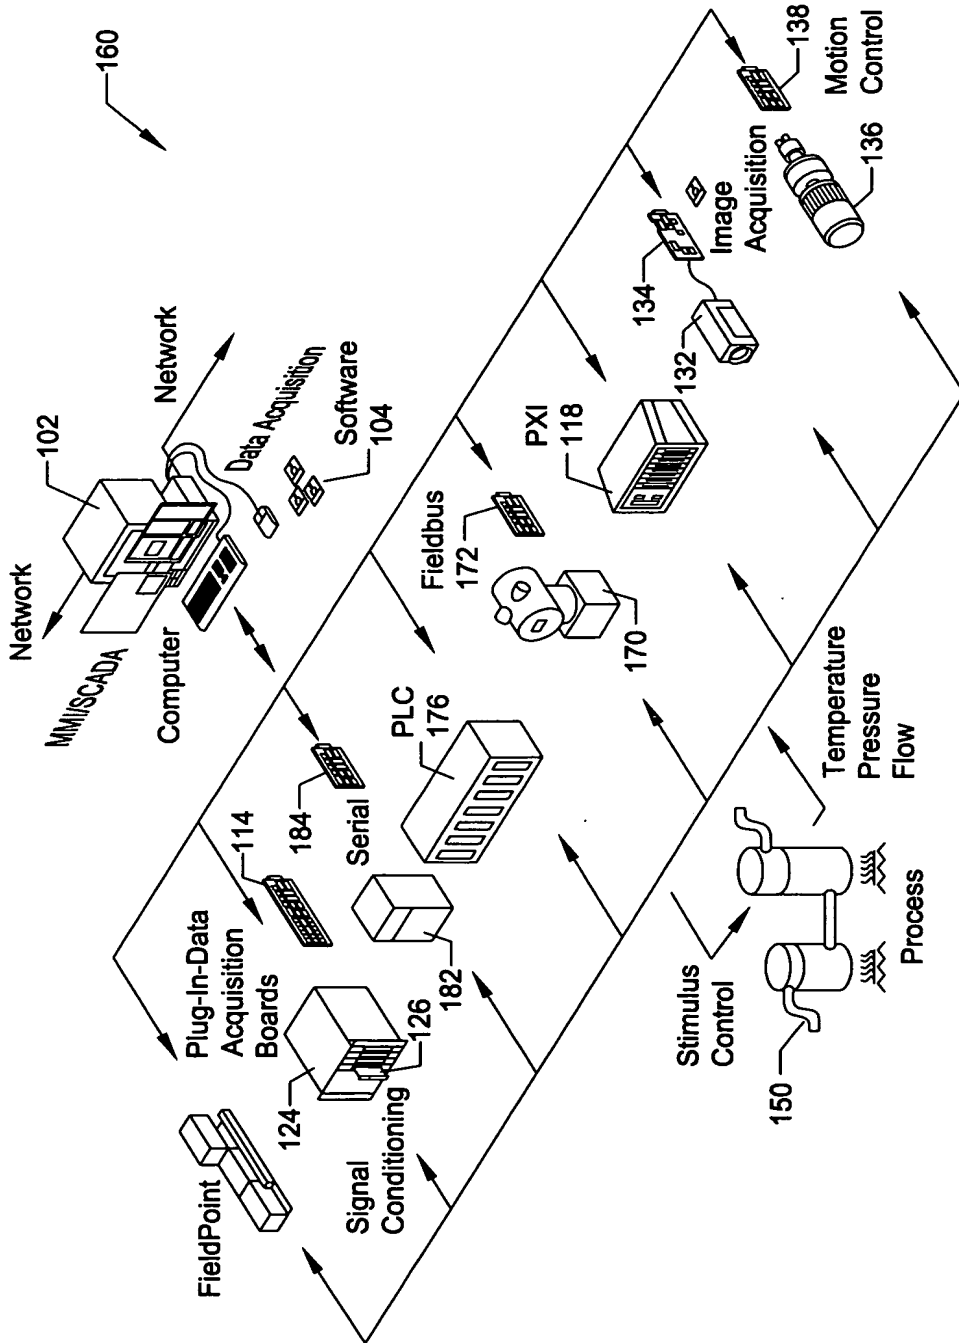 160
Network
102
MMI/SCADA
Computer
Network
Data Acquisition
Software
104
FieldPoint
Plug-In-Data
Acquisition
Boards
114
124
126
Signal
Conditioning
184
Serial
182
PLC
176
Fieldbus
172
170
PXI
118
134
132
Image
Acquisition
138
Motion
Control
136
Stimulus
Control
150
Process
Temperature
Pressure
Flow